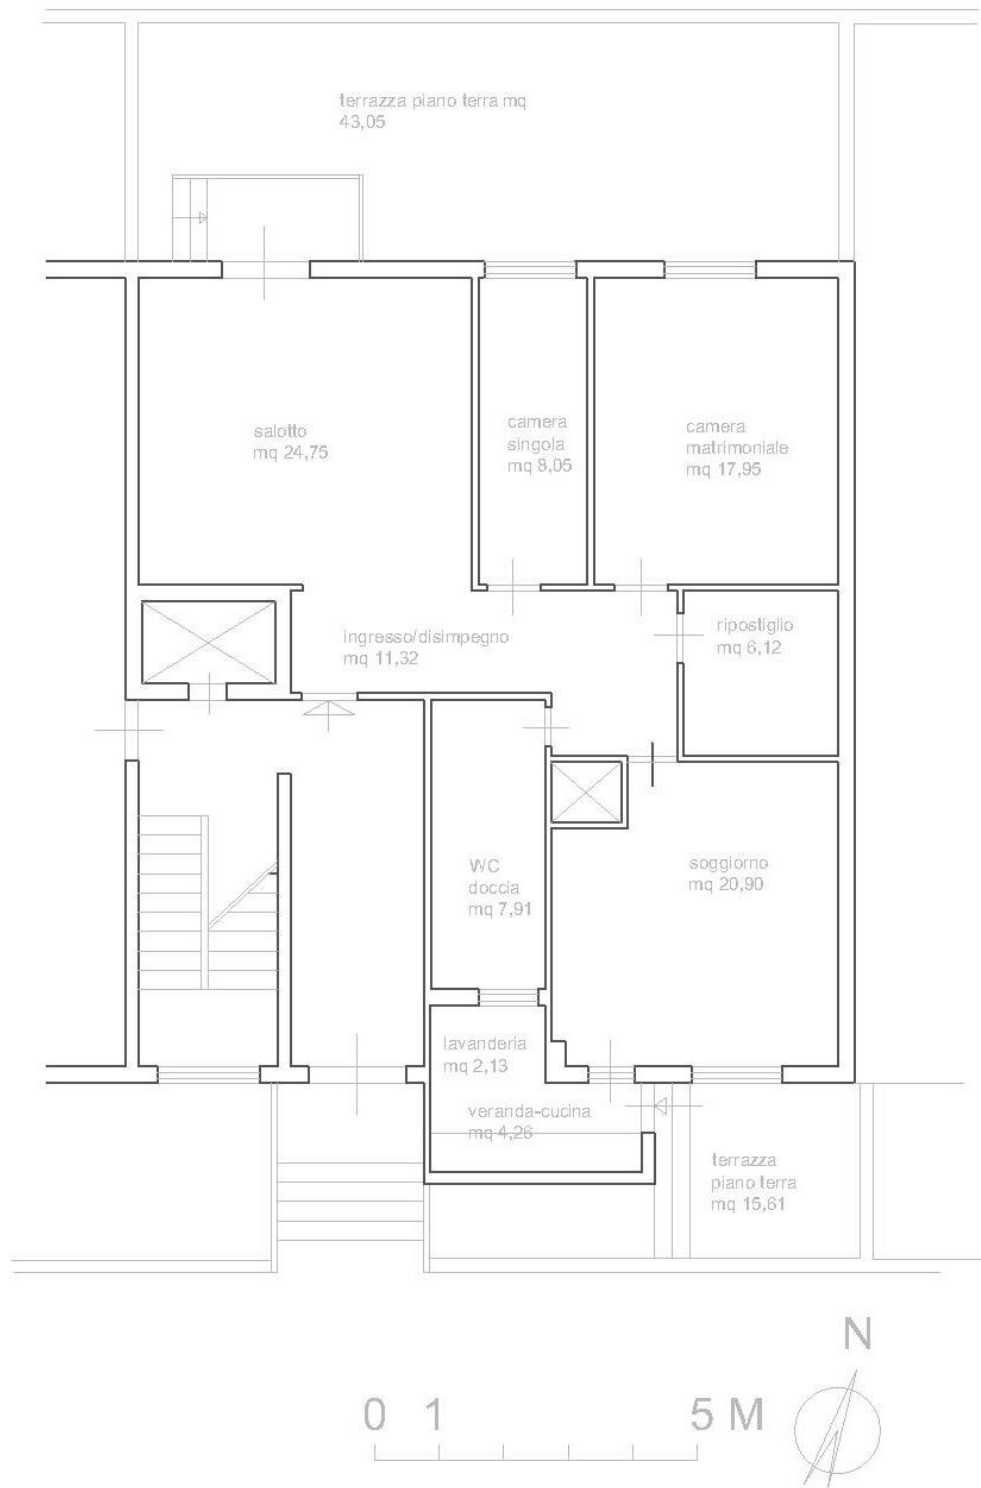 terrazza piano terra mq
43,05
salotto
mq 24,75
camera
singola
mq 8,05
camera
matrimoniale
mq 17,95
ingresso/disimpegno
mq 11,32
ripostiglio
mq 6,12
WC
doccia
mq 7,91
soggiorno
mq 20,90
lavanderia
mq 2,13
veranda-cucina
mq 4,26
terrazza
piano terra
mq 15,61
N
0 1 5 M